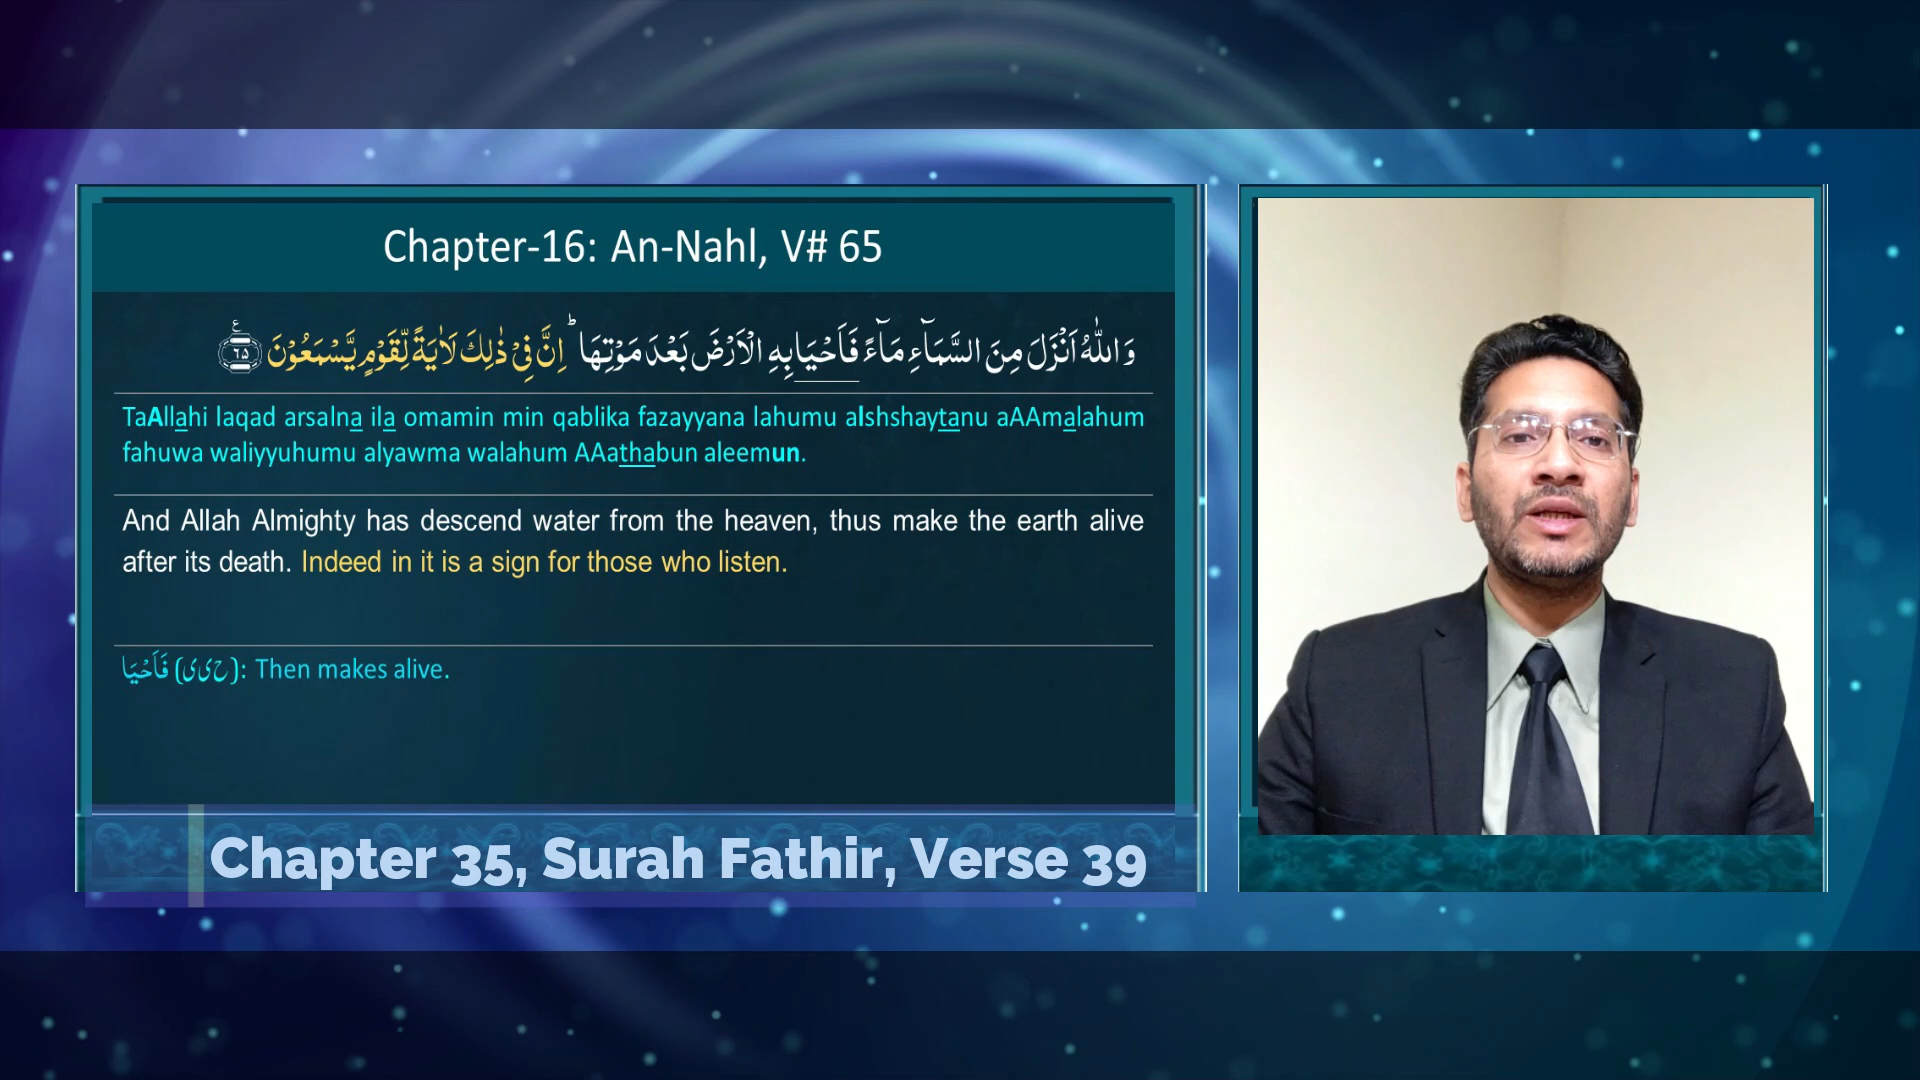 Chapter-16: An-Nahl, V# 65
وَاللّٰهُ اَنْزَلَ مِنَ السَّمَآءِ مَآءً فَاَحْيَا بِهِ الْاَرْضَ بَعْدَ مَوْتِهَا ؕ اِنَّ فِيْ ذٰلِكَ لَاٰيَةً لِّقَوْمٍ يَّسْمَعُوْنَ ﴿٦٥﴾ ع
TaAllahi laqad arsalna ila omamin min qablika fazayyana lahumu alshshaytanu aAAmalahum
fahuwa waliyyuhumu alyawma walahum AAathabun aleemun.
And Allah Almighty has descend water from the heaven, thus make the earth alive
after its death. Indeed in it is a sign for those who listen.
فَاَحْيَا (ح ی ی): Then makes alive.
Chapter 35, Surah Fathir, Verse 39